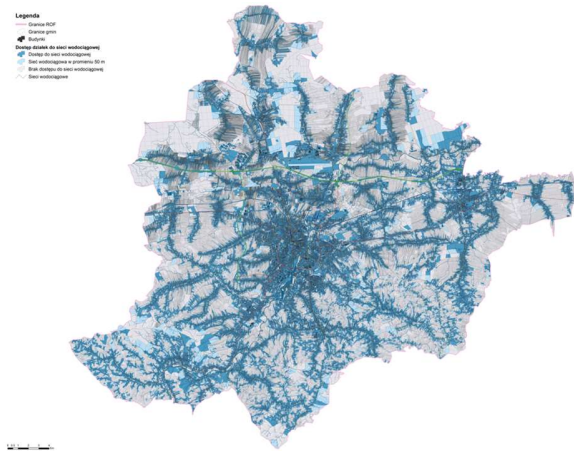 Legenda
Granice ROF
Granice gmin
Budynki
Dostęp działek do sieci wodociągowej
Dostęp do sieci wodociągowej
Sieć wodociągowa w promieniu 50 m
Brak dostępu do sieci wodociągowej
Sieci wodociągowe